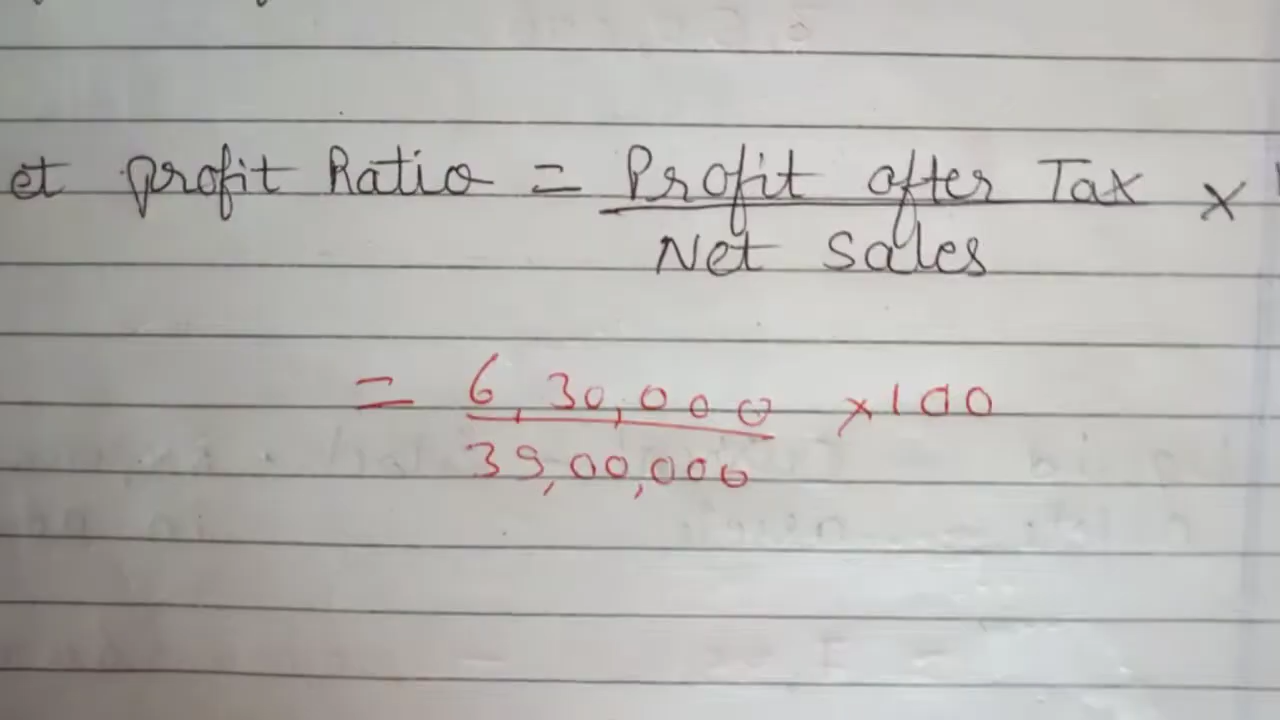 et profit Ratio = Profit after Tax ×
Net Sales
= 6,30,000 ×100
39,00,000